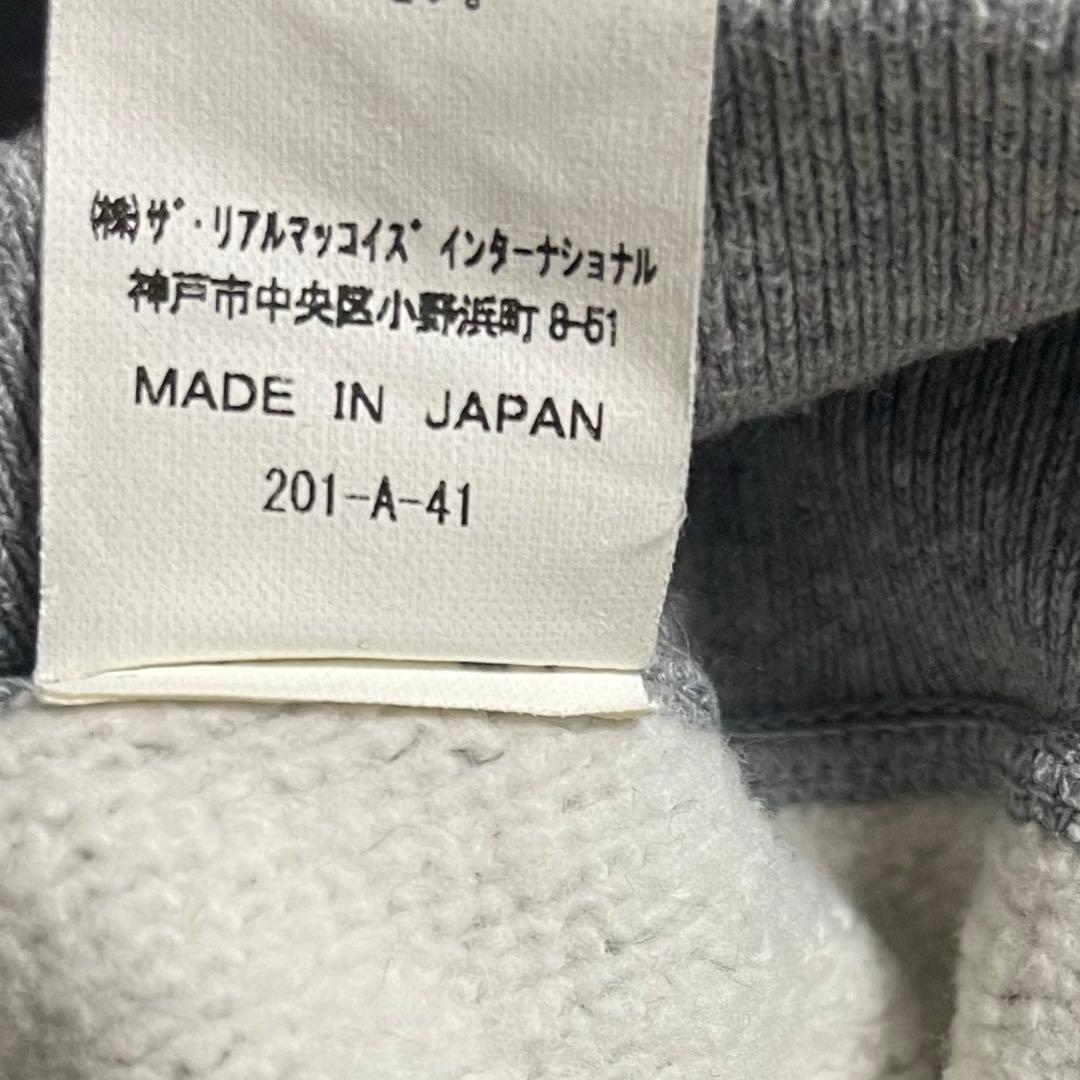 ㈱ザ・リアルマッコイズ インターナショナル
神戸市中央区小野浜町8-51
MADE IN JAPAN
201-A-41